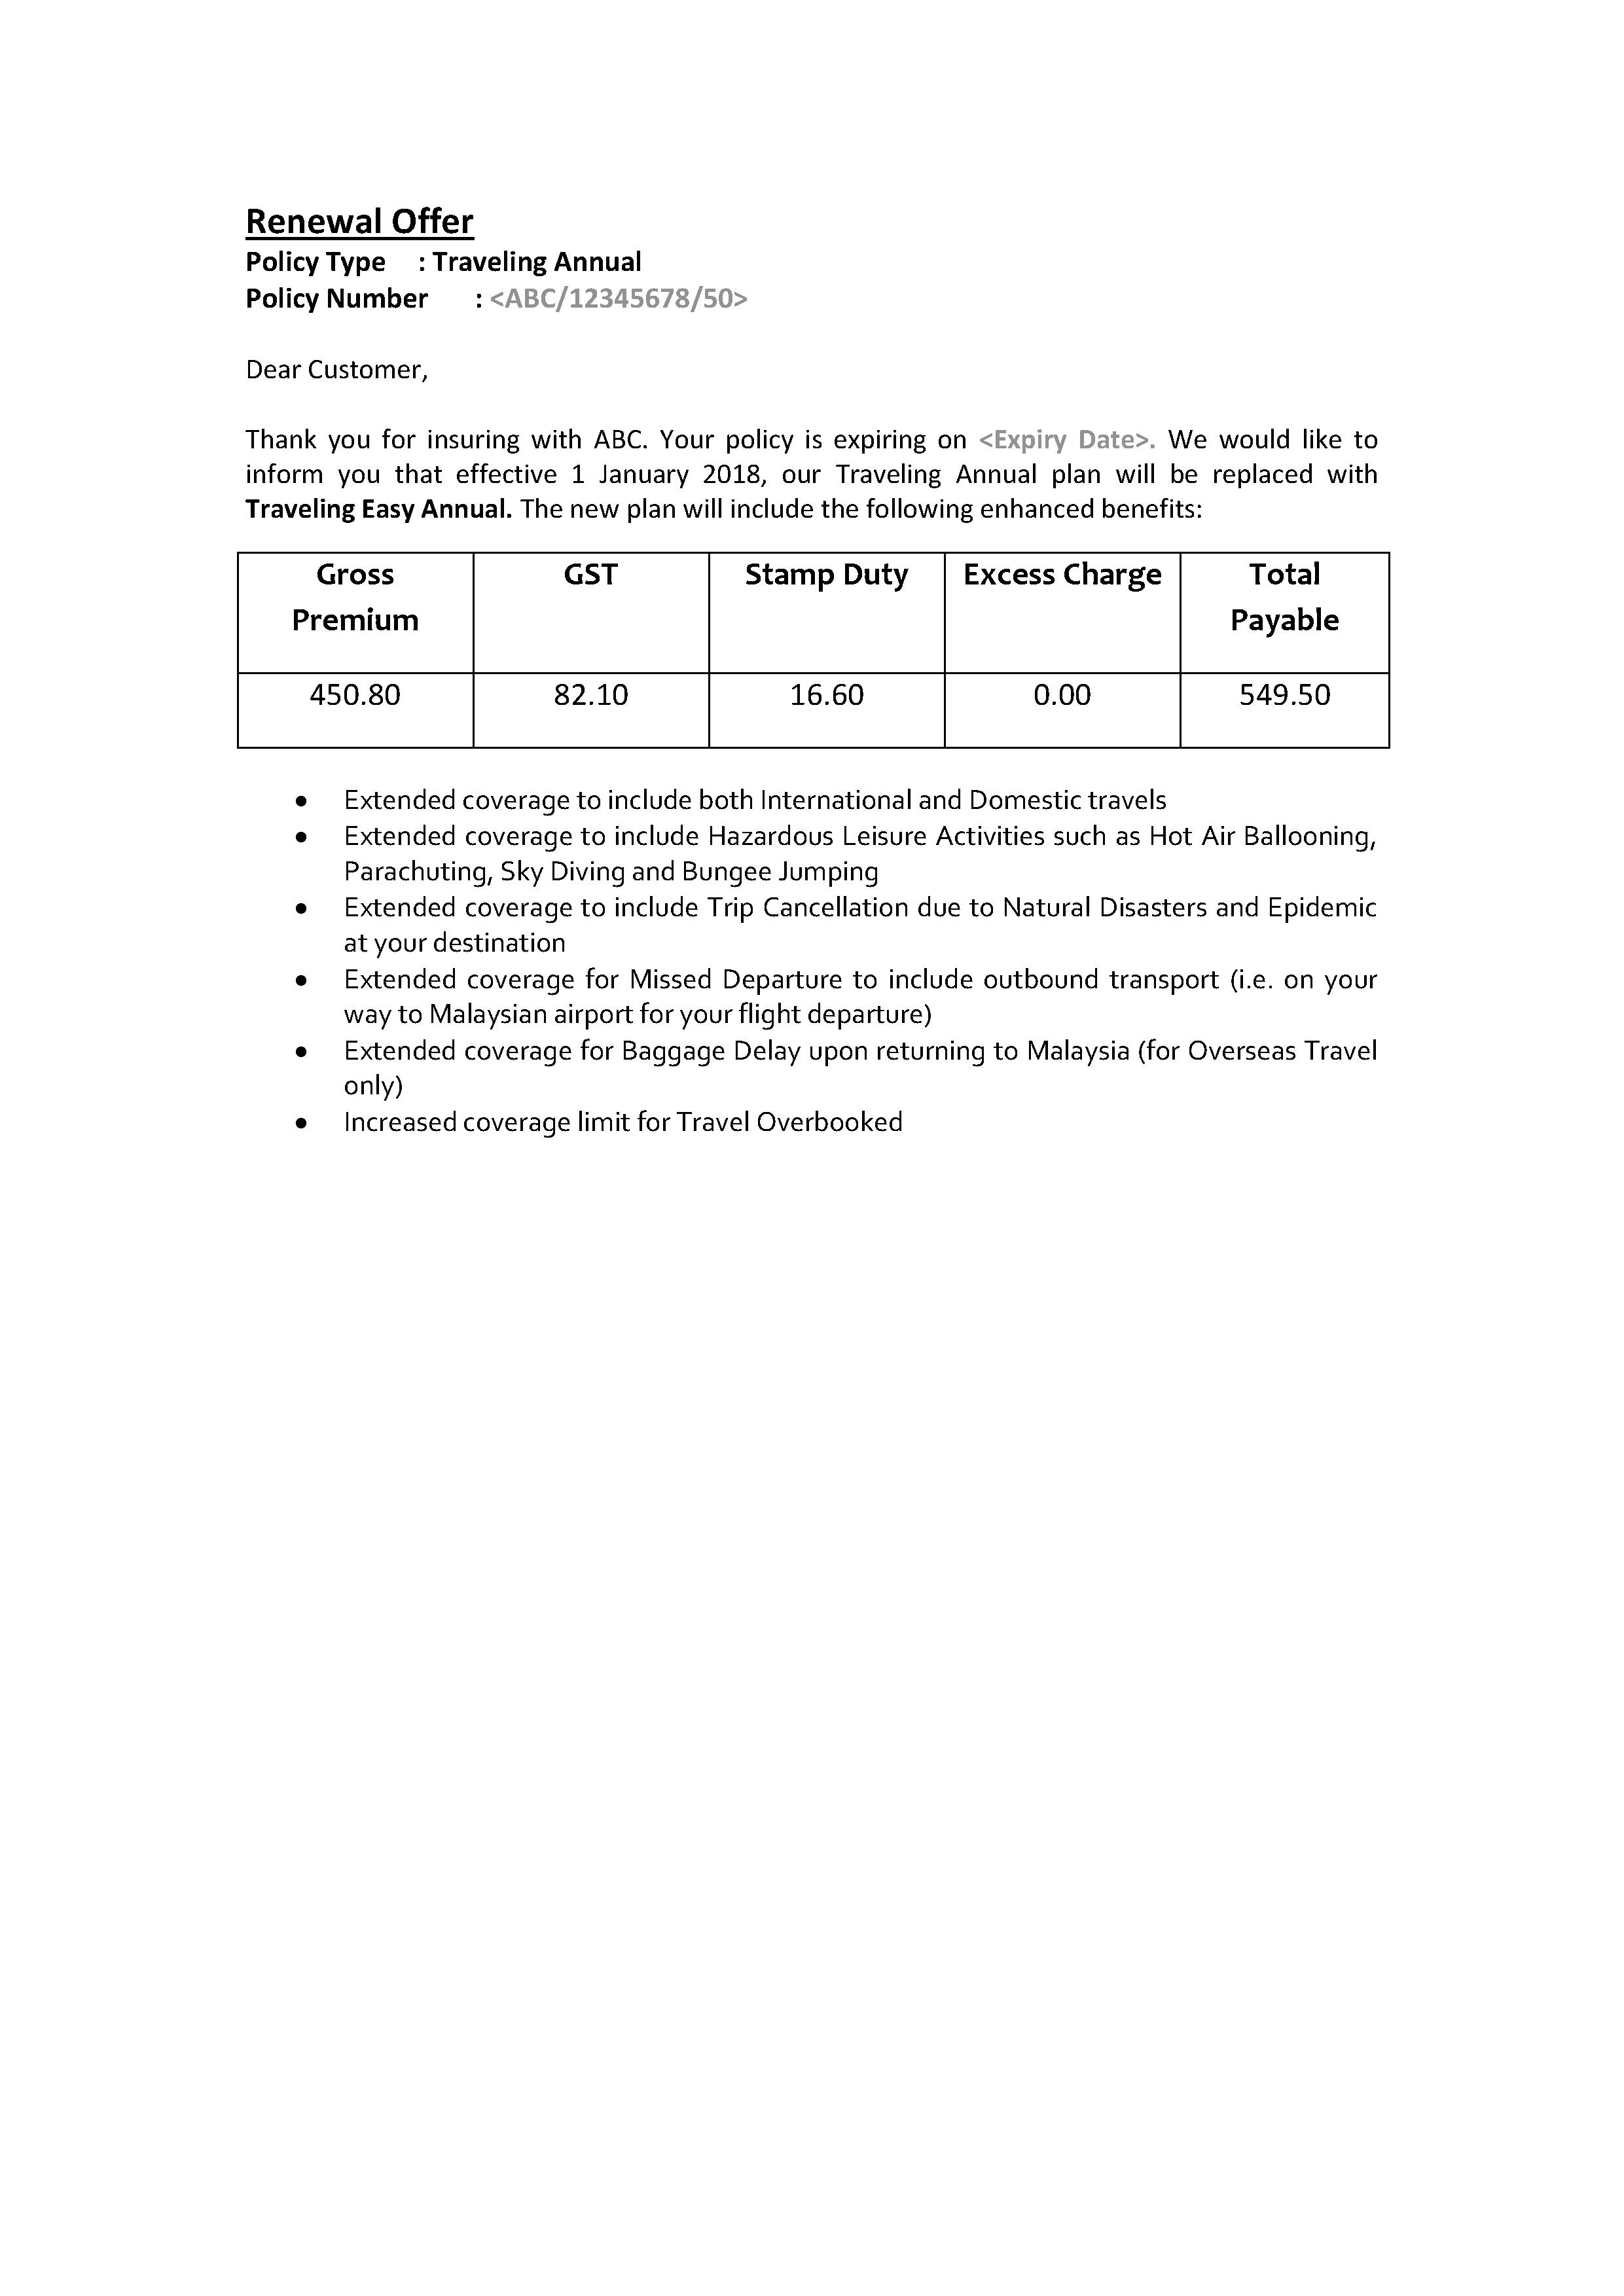 Renewal Offer
Policy Type : Traveling Annual
Policy Number : <ABC/12345678/50>
Dear Customer,
Thank you for insuring with ABC. Your policy is expiring on <Expiry Date>. We would like to
inform you that effective 1 January 2018, our Traveling Annual plan will be replaced with
Traveling Easy Annual. The new plan will include the following enhanced benefits:
Gross Premium GST Stamp Duty Excess Charge Total Payable
450.80 82.10 16.60 0.00 549.50
• Extended coverage to include both International and Domestic travels
• Extended coverage to include Hazardous Leisure Activities such as Hot Air Ballooning,
Parachuting, Sky Diving and Bungee Jumping
• Extended coverage to include Trip Cancellation due to Natural Disasters and Epidemic
at your destination
• Extended coverage for Missed Departure to include outbound transport (i.e. on your
way to Malaysian airport for your flight departure)
• Extended coverage for Baggage Delay upon returning to Malaysia (for Overseas Travel
only)
• Increased coverage limit for Travel Overbooked